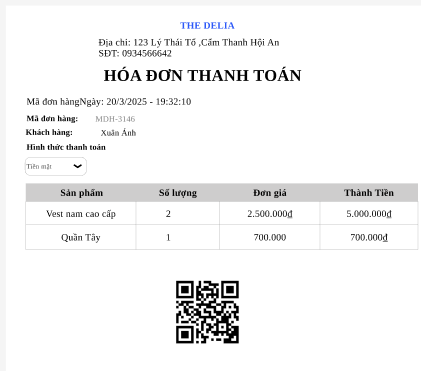 THE DELIA
Địa chỉ: 123 Lý Thái Tổ ,Cẩm Thanh Hội An
SĐT: 0934566642
HÓA ĐƠN THANH TOÁN
Mã đơn hàngNgày: 20/3/2025 - 19:32:10
Mã đơn hàng: MDH-3146
Khách hàng: Xuân Ánh
Hình thức thanh toán
Tiền mặt
Sản phẩm Số lượng Đơn giá Thành Tiền
Vest nam cao cấp 2 2.500.000₫ 5.000.000₫
Quần Tây 1 700.000 700.000₫